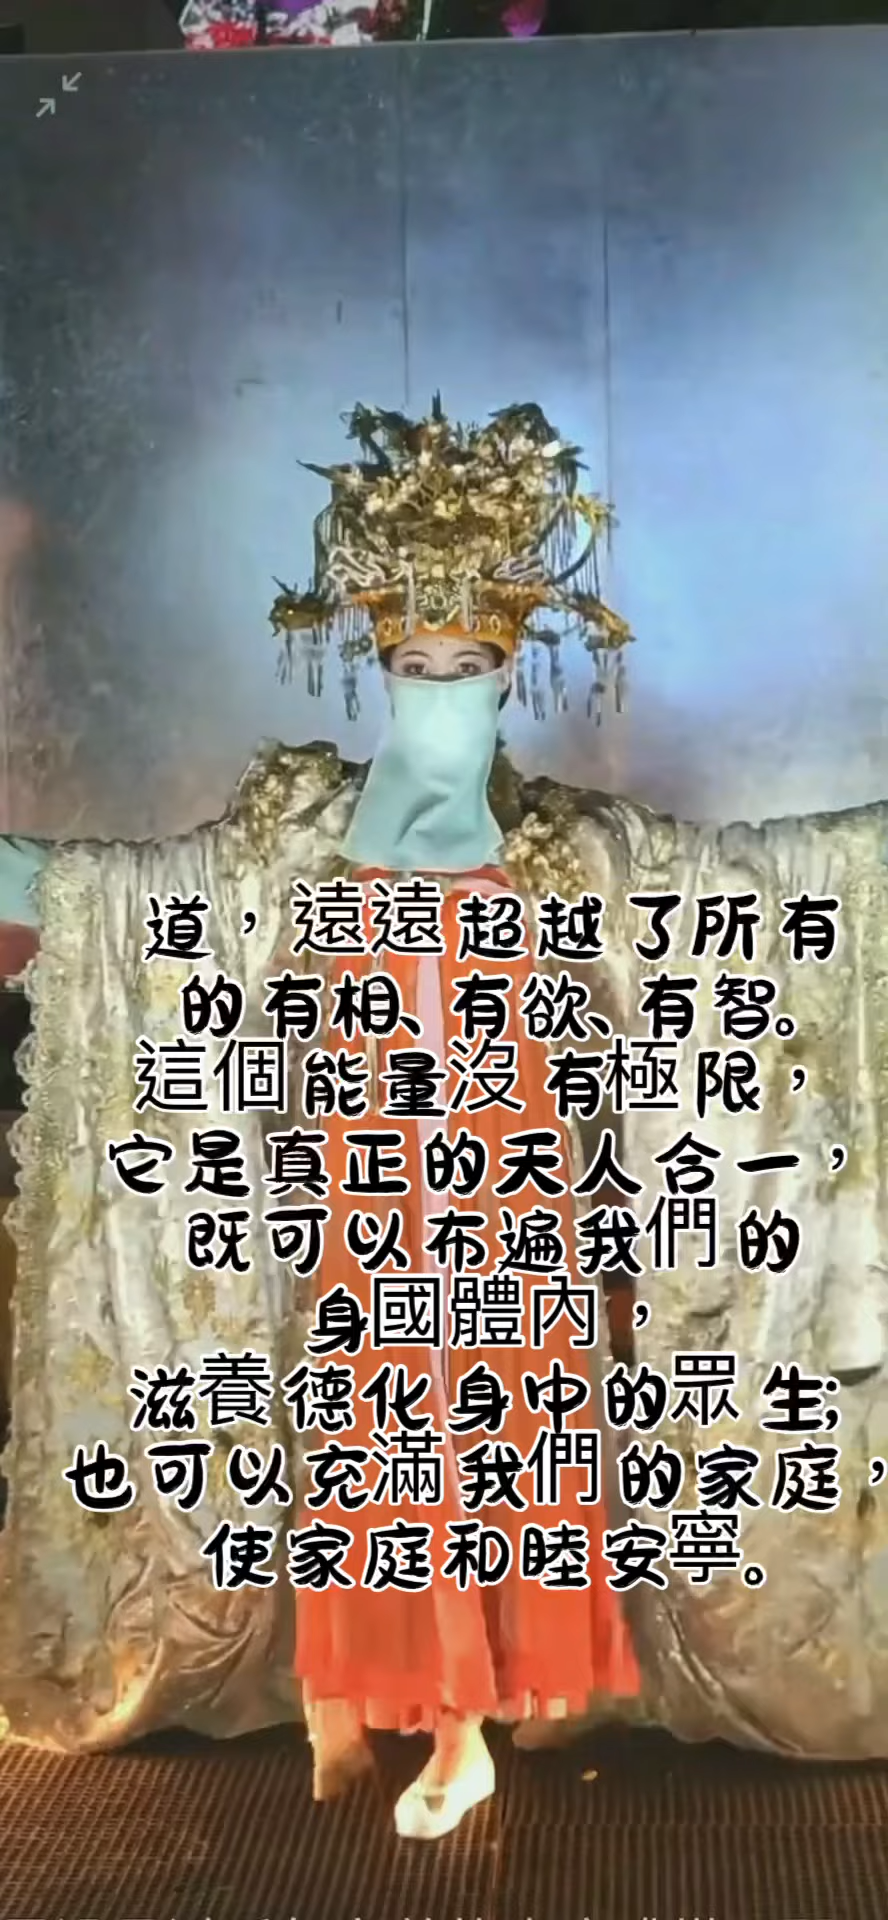 道，遠遠超越了所有
的有相、有欲、有智。
這個能量沒有極限，
它是真正的天人合一，
既可以布遍我們的
身國體內，
滋養德化身中的眾生；
也可以充滿我們的家庭，
使家庭和睦安寧。